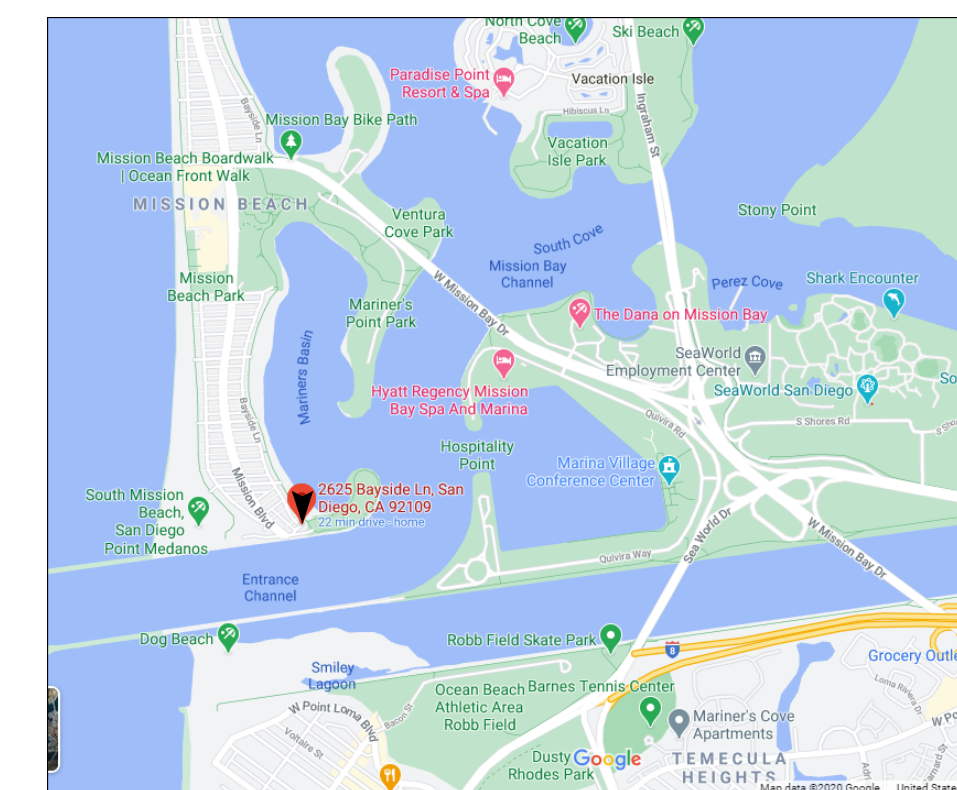 North Cove
Beach
Ski Beach
Paradise Point
Resort & Spa
Vacation Isle
Ingraham St
Hibiscus Ln
Bayside Ln
Mission Bay Bike Path
Vacation
Isle Park
Mission Beach Boardwalk
| Ocean Front Walk
MISSION BEACH
Ventura
Cove Park
Stony Point
South Cove
Mission Bay
Channel
Perez Cove
Shark Encounter
Mission
Beach Park
W Mission Bay Dr
Mariner's
Point Park
The Dana on Mission Bay
Mariners Basin
SeaWorld
Employment Center
SeaWorld San Diego
So
Hyatt Regency Mission
Bay Spa And Marina
Quivira Rd
S Shores Rd
S Sho
Bayside Ln
Hospitality
Point
Marina Village
Conference Center
Mission Blvd
2625 Bayside Ln, San
Diego, CA 92109
22 min drive - home
South Mission
Beach,
San Diego
Point Medanos
Sea World Dr
W Mission Bay Dr
Quivira Way
Entrance
Channel
Dog Beach
Robb Field Skate Park
8
Grocery Outle
Smiley
Lagoon
Ocean Beach
Athletic Area
Robb Field
Barnes Tennis Center
Loma Riviera Dr
W Point Loma Blvd
Bacon St
Voltaire St
Mariner's Cove
Apartments
W Po
Dusty
Rhodes Park
Google
TEMECULA
HEIGHTS
Adri
arnard St
Map data ©2020 Google
United State